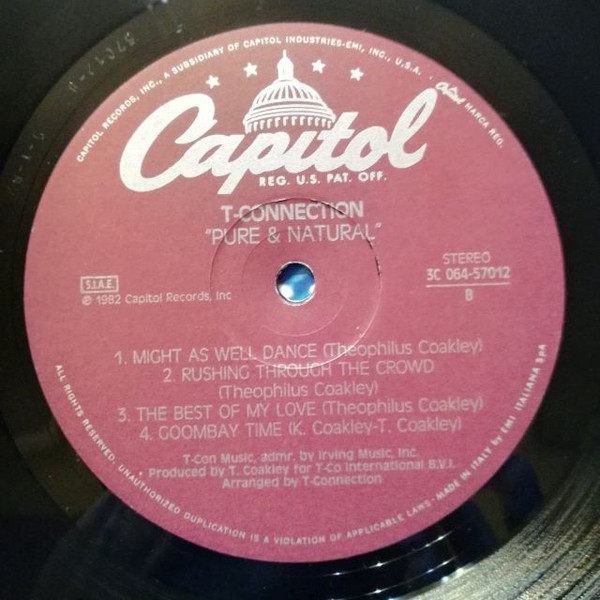 CAPITOL RECORDS, INC., A SUBSIDIARY OF CAPITOL INDUSTRIES-EMI, INC., U.S.A. · Capitol MARCA REG.
Capitol
REG. U.S. PAT. OFF.
T-CONNECTION
"PURE & NATURAL"
STEREO
3C 064-57012
B
S.I.A.E.
℗ 1982 Capitol Records, Inc
1. MIGHT AS WELL DANCE (Theophilus Coakley)
2. RUSHING THROUGH THE CROWD
(Theophilus Coakley)
3. THE BEST OF MY LOVE (Theophilus Coakley)
4. GOOMBAY TIME (K. Coakley-T. Coakley)
T-Con Music, admr. by Irving Music, Inc.
Produced by T. Coakley for T-Co International B.V.I.
Arranged by T-Connection
ALL RIGHTS RESERVED. UNAUTHORIZED DUPLICATION IS A VIOLATION OF APPLICABLE LAWS · MADE IN ITALY by EMI ITALIANA SpA